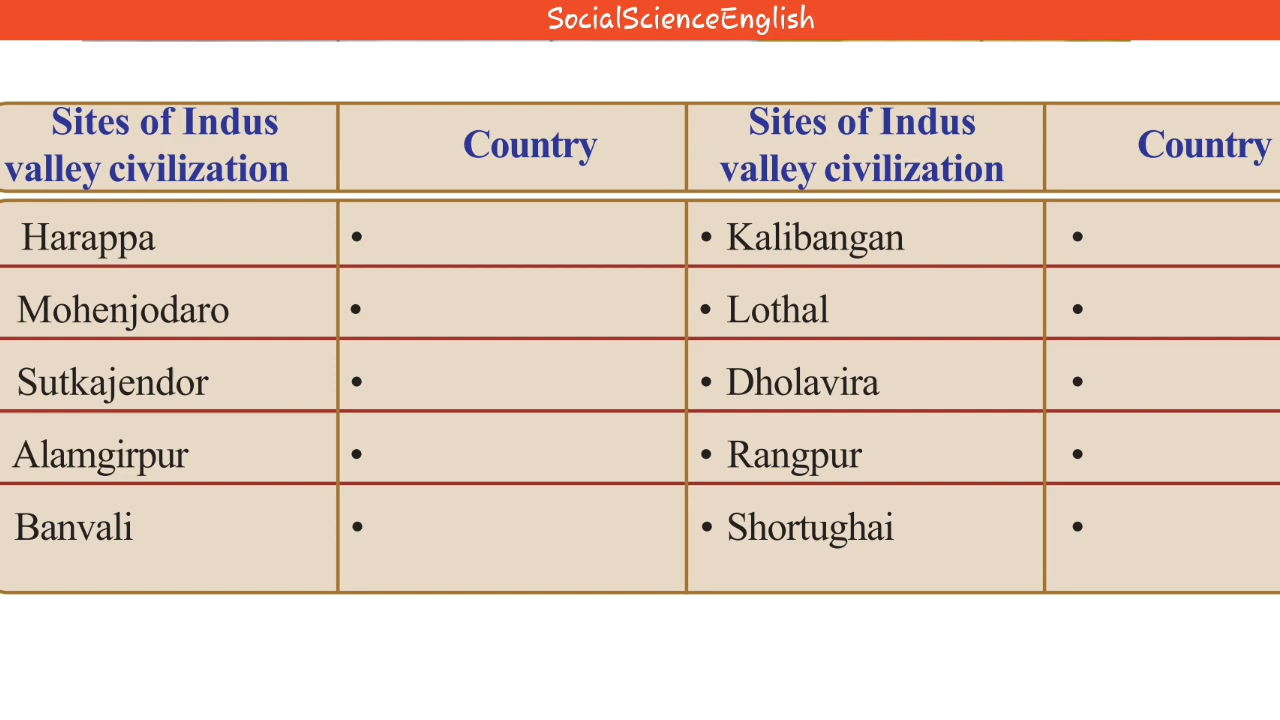 SocialScienceEnglish
Sites of Indus
valley civilization
Country
Sites of Indus
valley civilization
Country
Harappa
•
• Kalibangan
•
Mohenjodaro
•
• Lothal
•
Sutkajendor
•
• Dholavira
•
Alamgirpur
•
• Rangpur
•
Banvali
•
• Shortughai
•